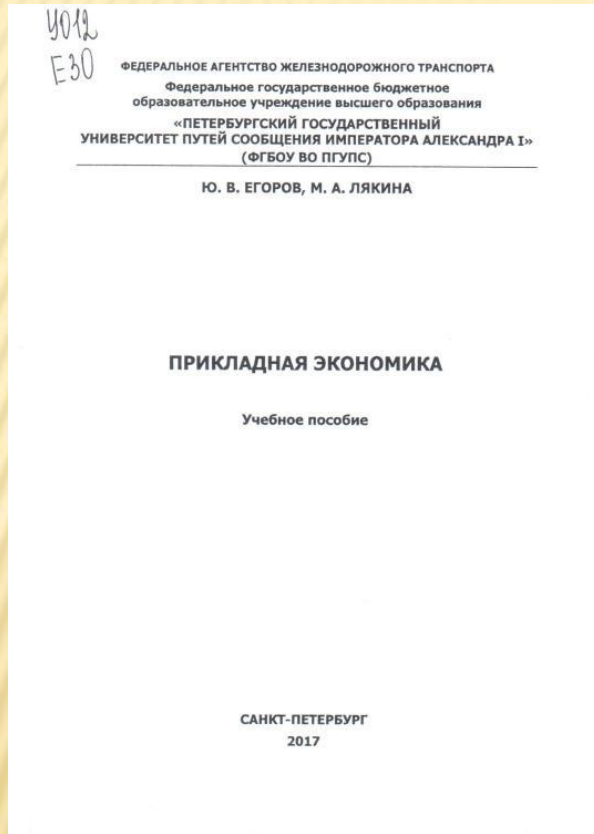 У012
Е30
ФЕДЕРАЛЬНОЕ АГЕНТСТВО ЖЕЛЕЗНОДОРОЖНОГО ТРАНСПОРТА
Федеральное государственное бюджетное
образовательное учреждение высшего образования
«ПЕТЕРБУРГСКИЙ ГОСУДАРСТВЕННЫЙ
УНИВЕРСИТЕТ ПУТЕЙ СООБЩЕНИЯ ИМПЕРАТОРА АЛЕКСАНДРА I»
(ФГБОУ ВО ПГУПС)
Ю. В. ЕГОРОВ, М. А. ЛЯКИНА
ПРИКЛАДНАЯ ЭКОНОМИКА
Учебное пособие
САНКТ-ПЕТЕРБУРГ
2017